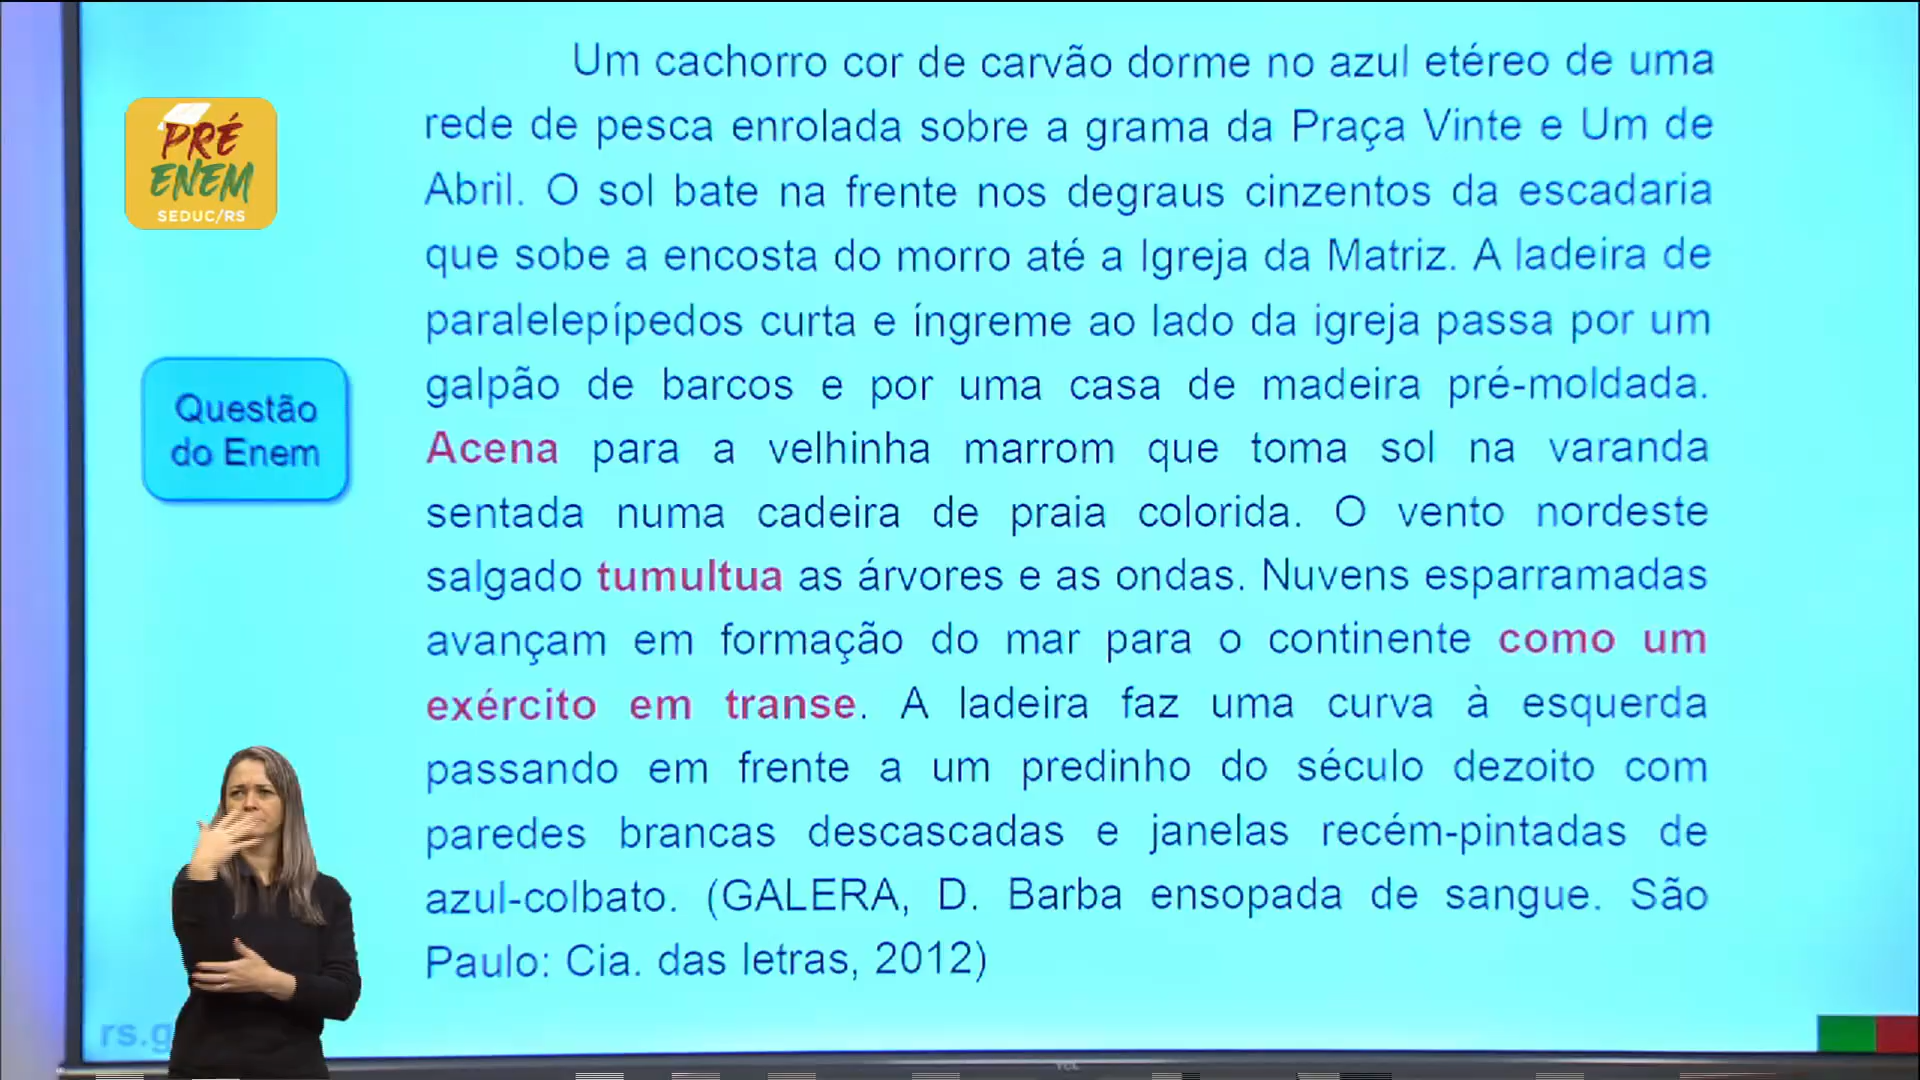 Um cachorro cor de carvão dorme no azul etéreo de uma
rede de pesca enrolada sobre a grama da Praça Vinte e Um de
Abril. O sol bate na frente nos degraus cinzentos da escadaria
que sobe a encosta do morro até a Igreja da Matriz. A ladeira de
paralelepípedos curta e íngreme ao lado da igreja passa por um
galpão de barcos e por uma casa de madeira pré-moldada.
Acena para a velhinha marrom que toma sol na varanda
sentada numa cadeira de praia colorida. O vento nordeste
salgado tumultua as árvores e as ondas. Nuvens esparramadas
avançam em formação do mar para o continente como um
exército em transe. A ladeira faz uma curva à esquerda
passando em frente a um predinho do século dezoito com
paredes brancas descascadas e janelas recém-pintadas de
azul-colbato. (GALERA, D. Barba ensopada de sangue. São
Paulo: Cia. das letras, 2012)
PRÉ
ENEM
SEDUC/RS
Questão
do Enem
rs.g
TCL